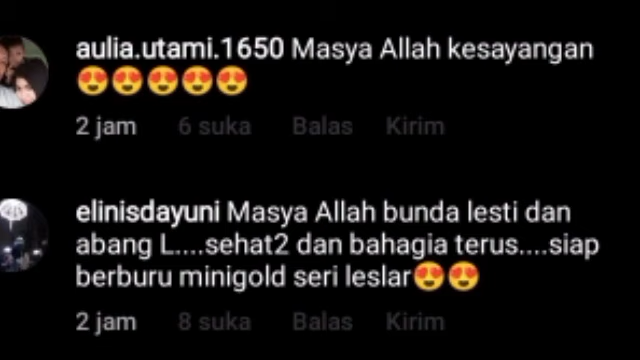 aulia.utami.1650 Masya Allah kesayangan
😍😍😍😍😍
2 jam 6 suka Balas Kirim
elinisdayuni Masya Allah bunda lesti dan
abang L....sehat2 dan bahagia terus....siap
berburu minigold seri leslar😍😍
2 jam 8 suka Balas Kirim